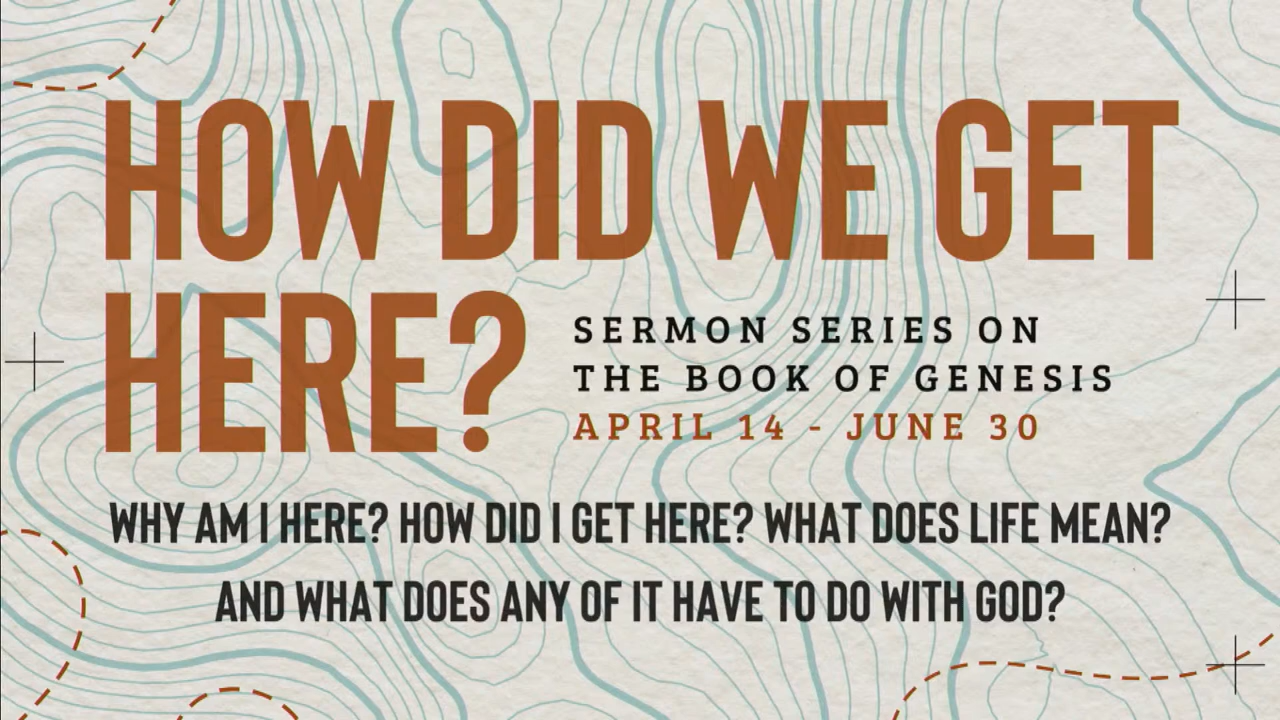 HOW DID WE GET
HERE?
SERMON SERIES ON
THE BOOK OF GENESIS
APRIL 14 - JUNE 30
WHY AM I HERE? HOW DID I GET HERE? WHAT DOES LIFE MEAN?
AND WHAT DOES ANY OF IT HAVE TO DO WITH GOD?